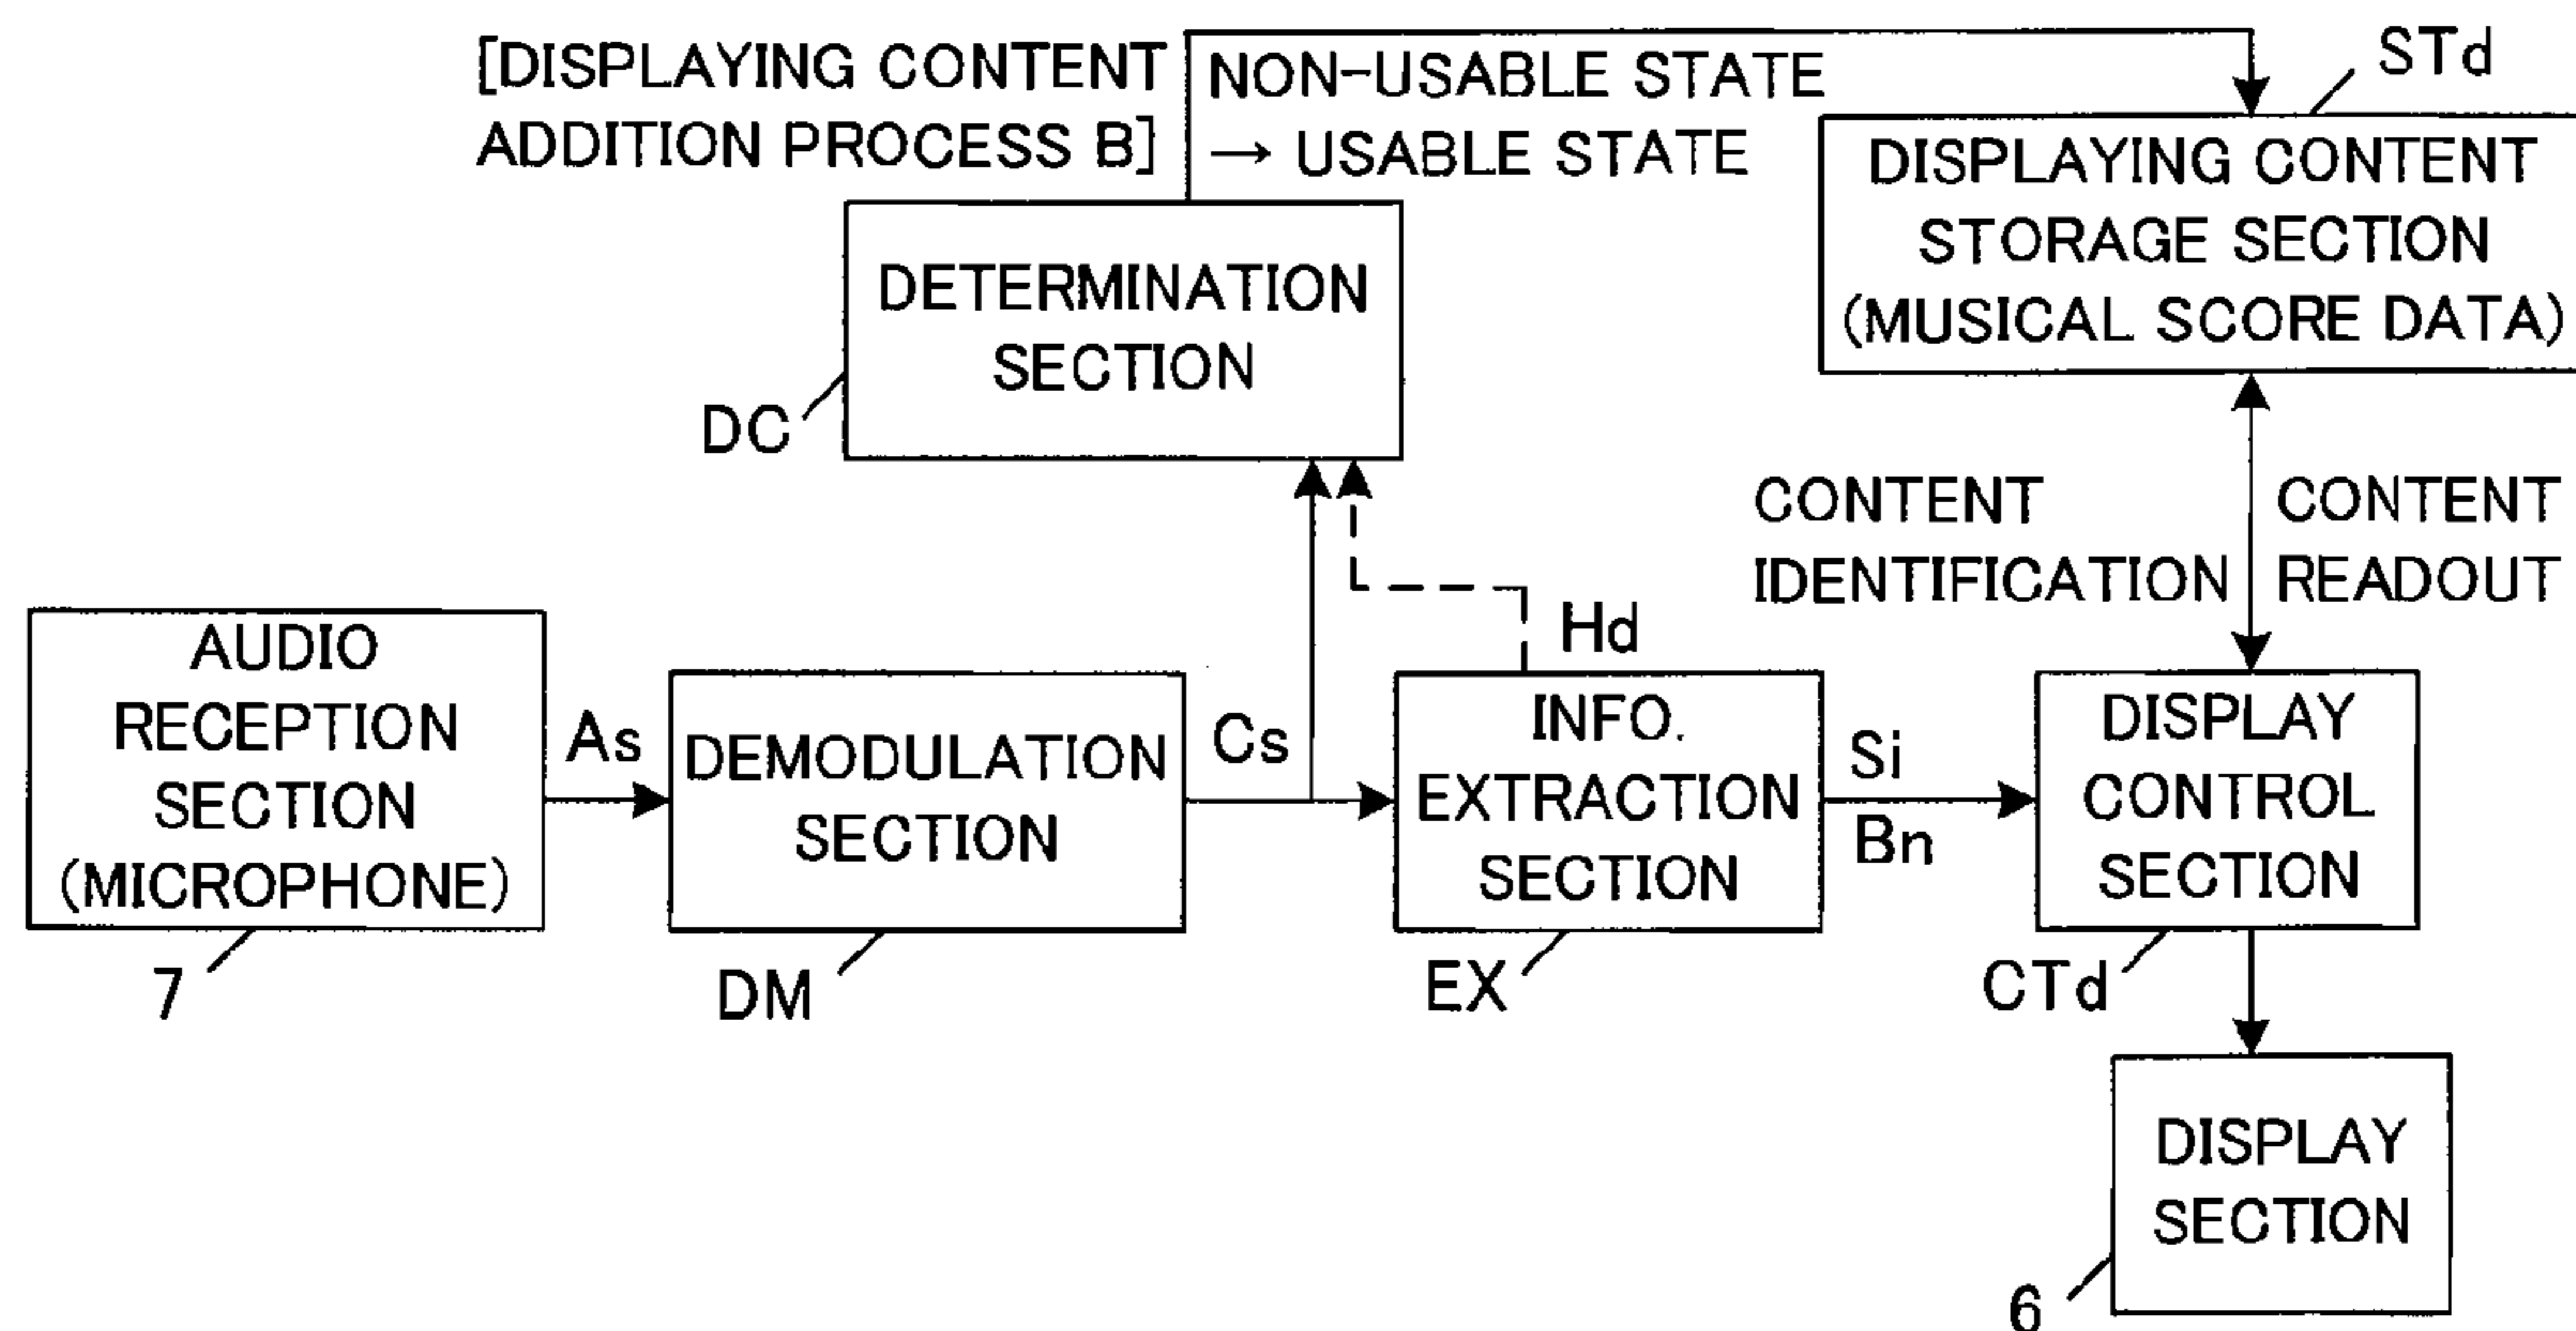 [DISPLAYING CONTENT
ADDITION PROCESS B]
NON-USABLE STATE
→ USABLE STATE
STd
DISPLAYING CONTENT
STORAGE SECTION
(MUSICAL SCORE DATA)
DETERMINATION
SECTION
DC
CONTENT
IDENTIFICATION
CONTENT
READOUT
AUDIO
RECEPTION
SECTION
(MICROPHONE)
7
As
DEMODULATION
SECTION
DM
Cs
Hd
INFO.
EXTRACTION
SECTION
EX
Si
Bn
DISPLAY
CONTROL
SECTION
CTd
DISPLAY
SECTION
6